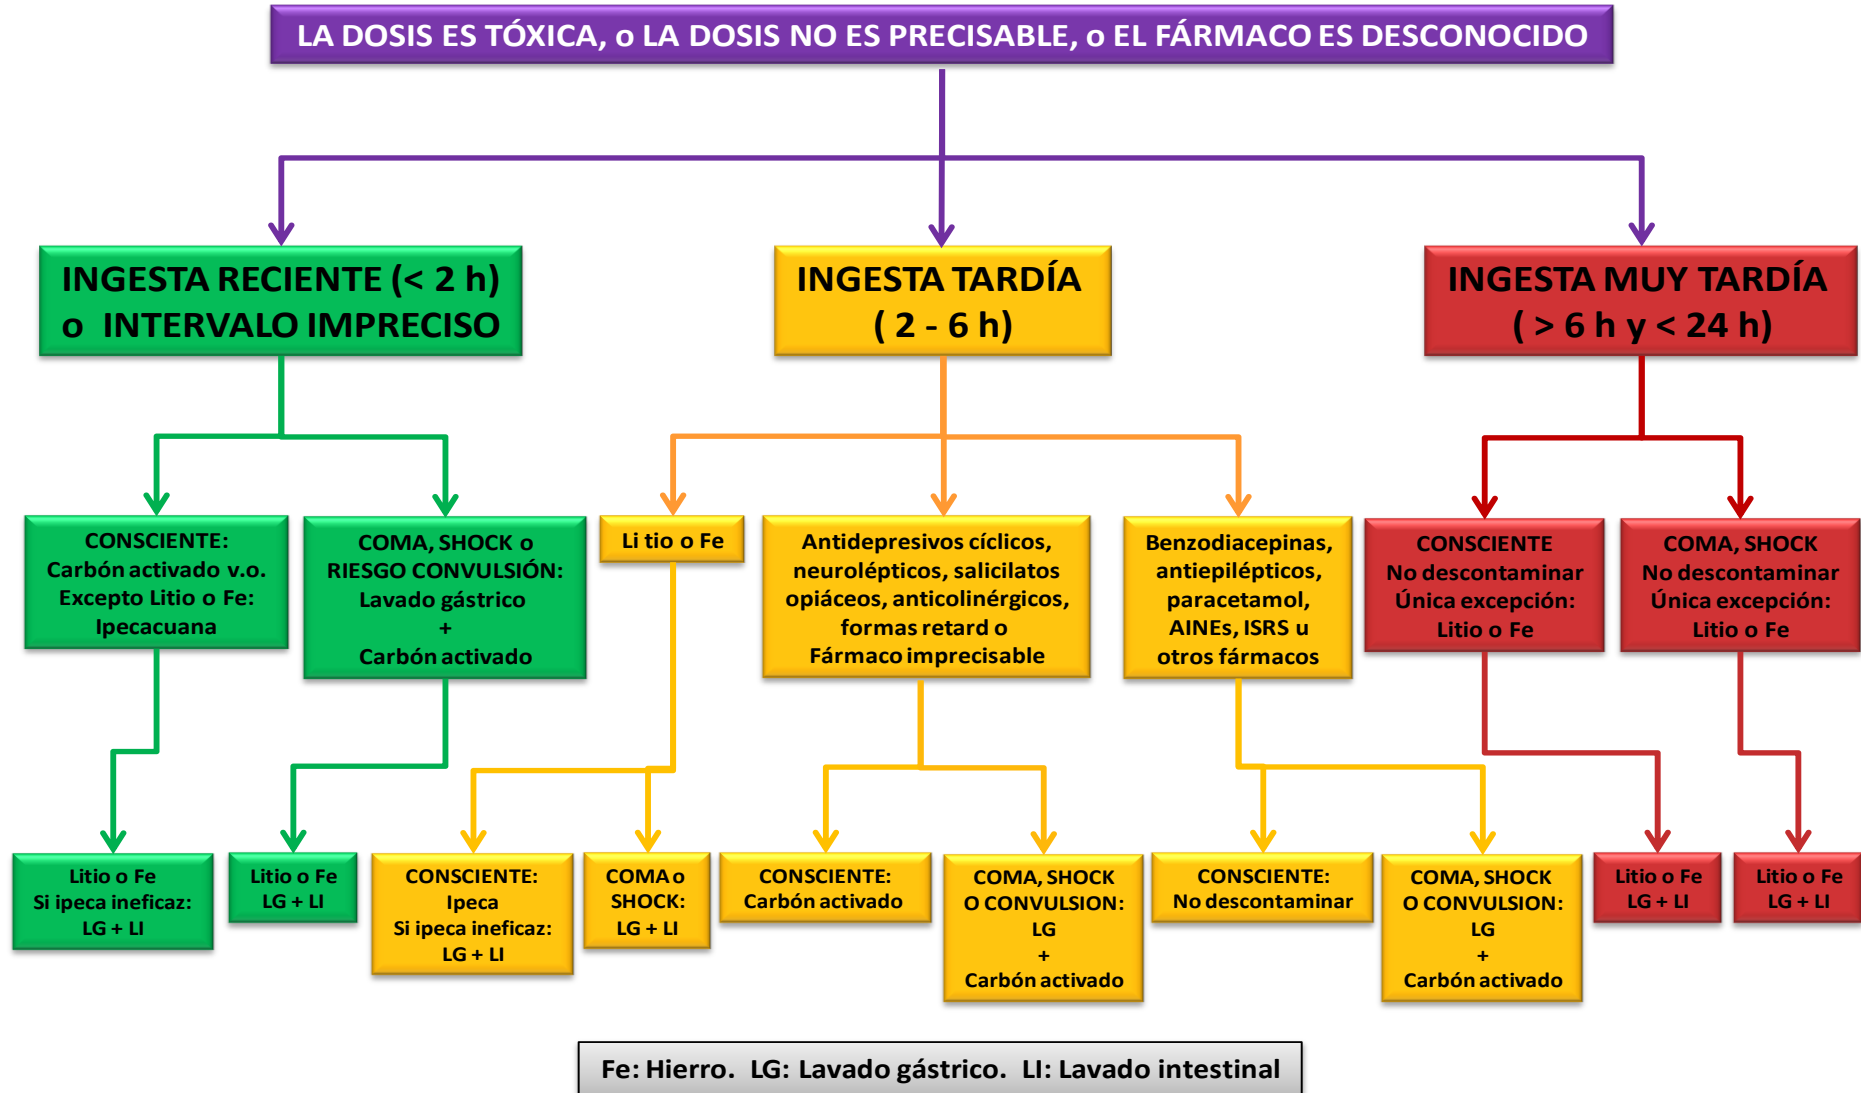 LA DOSIS ES TÓXICA, o LA DOSIS NO ES PRECISABLE, o EL FÁRMACO ES DESCONOCIDO
INGESTA RECIENTE (< 2 h)
o INTERVALO IMPRECISO
INGESTA TARDÍA
( 2 - 6 h)
INGESTA MUY TARDÍA
( > 6 h y < 24 h)
CONSCIENTE:
Carbón activado v.o.
Excepto Litio o Fe:
Ipecacuana
COMA, SHOCK o
RIESGO CONVULSIÓN:
Lavado gástrico
+
Carbón activado
Li tio o Fe
Antidepresivos cíclicos,
neurolépticos, salicilatos
opiáceos, anticolinérgicos,
formas retard o
Fármaco imprecisable
Benzodiacepinas,
antiepilépticos,
paracetamol,
AINEs, ISRS u
otros fármacos
CONSCIENTE
No descontaminar
Única excepción:
Litio o Fe
COMA, SHOCK
No descontaminar
Única excepción:
Litio o Fe
Litio o Fe
Si ipeca ineficaz:
LG + LI
Litio o Fe
LG + LI
CONSCIENTE:
Ipeca
Si ipeca ineficaz:
LG + LI
COMA o
SHOCK:
LG + LI
CONSCIENTE:
Carbón activado
COMA, SHOCK
O CONVULSION:
LG
+
Carbón activado
CONSCIENTE:
No descontaminar
COMA, SHOCK
O CONVULSION:
LG
+
Carbón activado
Litio o Fe
LG + LI
Litio o Fe
LG + LI
Fe: Hierro. LG: Lavado gástrico. LI: Lavado intestinal